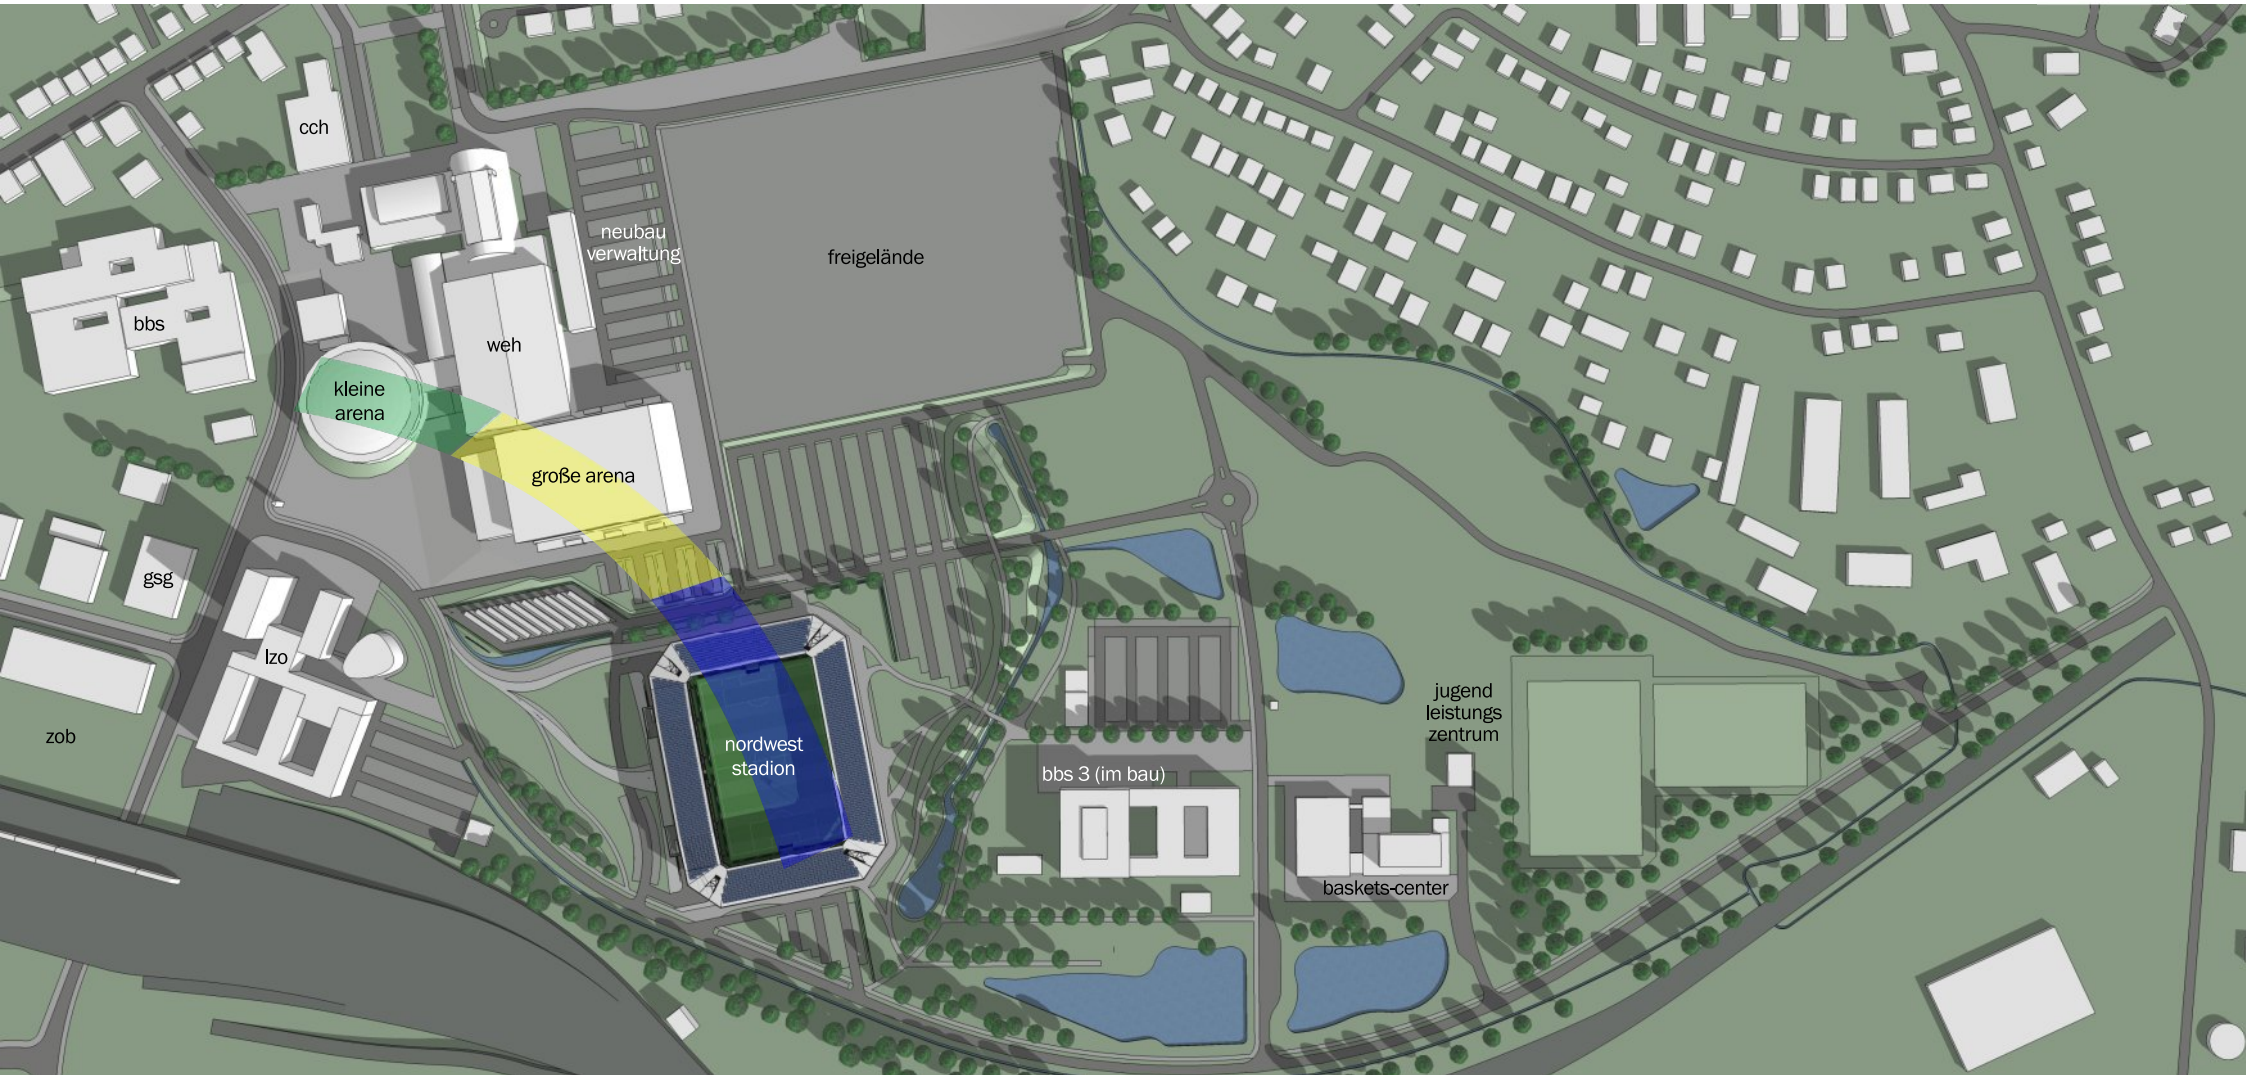 cch
neubau
verwaltung
freigelände
bbs
weh
kleine
arena
große arena
gsg
lzo
zob
nordwest
stadion
jugend
leistungs
zentrum
bbs 3 (im bau)
baskets-center